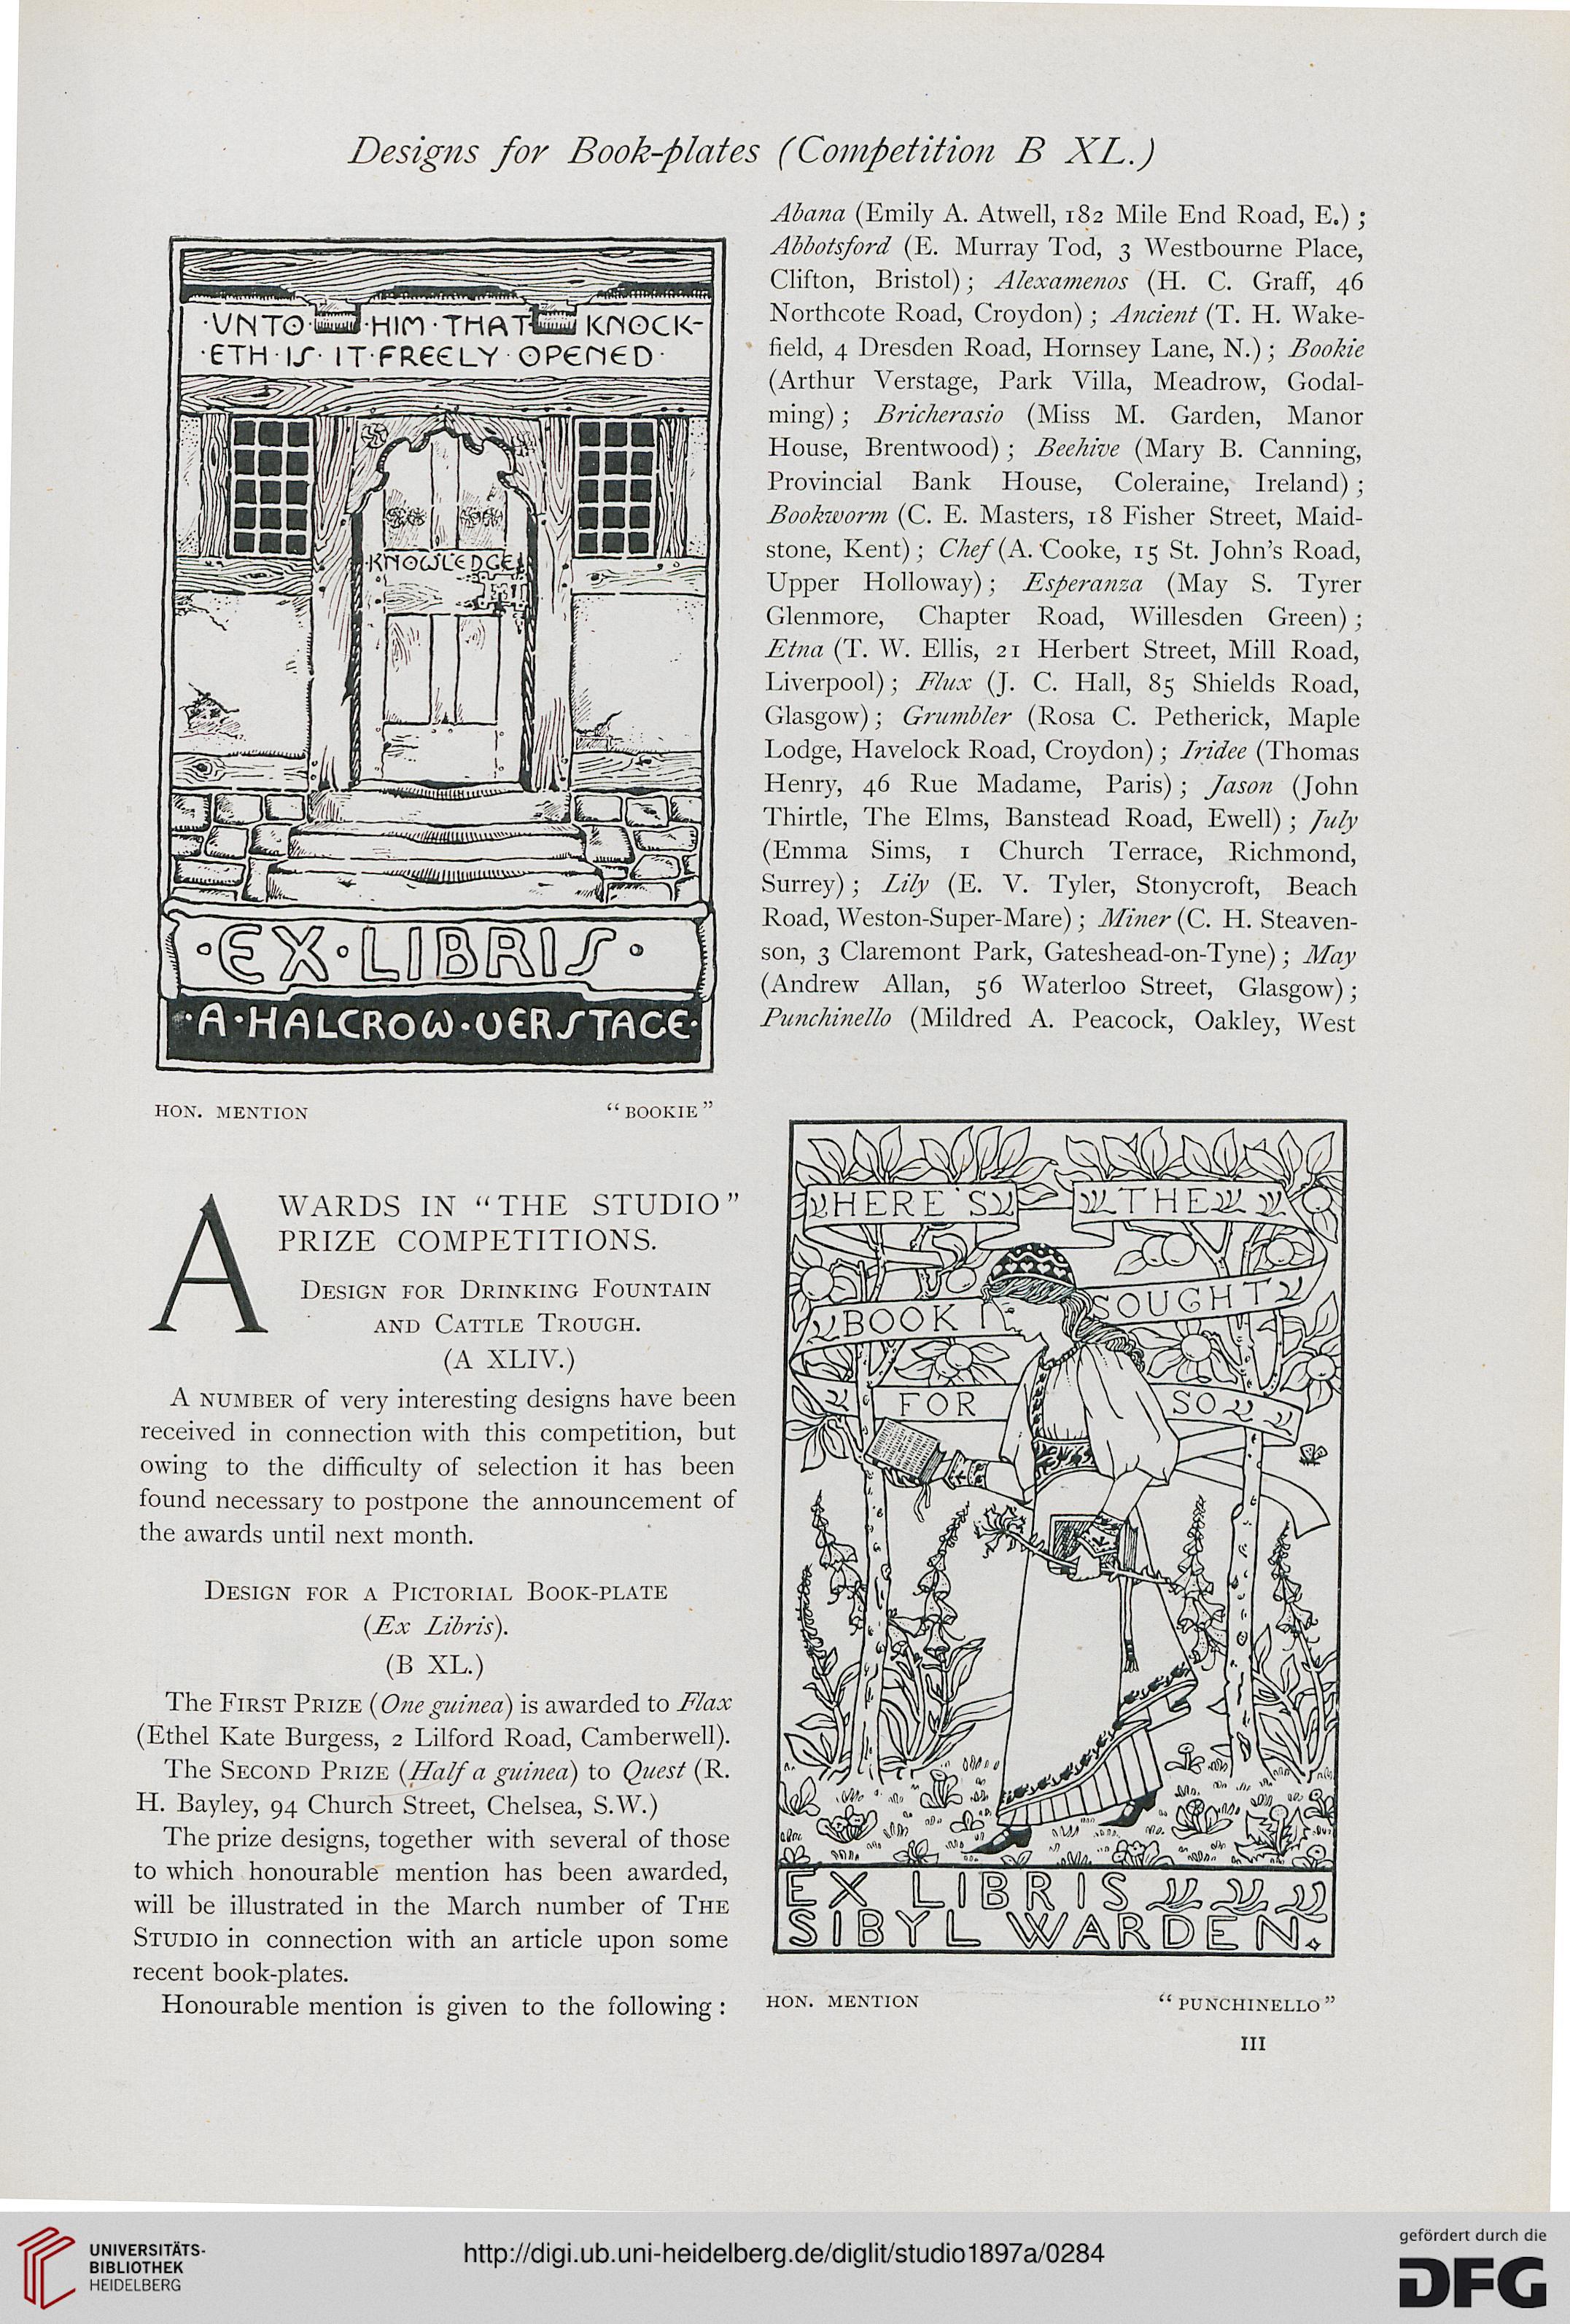 Designs for Book-plates (Competition B XL.)
·VNTO·HIM·THAT·KNOCK-
·ETH·IS·IT·FREELY·OPENED·
·KNOWLEDGE·
·EX·LIBRIS·
·A·HALCROW·VERSTAGE·
HON. MENTION "BOOKIE"
AWARDS IN "THE STUDIO"
PRIZE COMPETITIONS.
DESIGN FOR DRINKING FOUNTAIN
AND CATTLE TROUGH.
(A XLIV.)
A NUMBER of very interesting designs have been
received in connection with this competition, but
owing to the difficulty of selection it has been
found necessary to postpone the announcement of
the awards until next month.
DESIGN FOR A PICTORIAL BOOK-PLATE
(Ex Libris).
(B XL.)
The FIRST PRIZE (One guinea) is awarded to Flax
(Ethel Kate Burgess, 2 Lilford Road, Camberwell).
The SECOND PRIZE (Half a guinea) to Quest (R.
H. Bayley, 94 Church Street, Chelsea, S.W.)
The prize designs, together with several of those
to which honourable mention has been awarded,
will be illustrated in the March number of THE
STUDIO in connection with an article upon some
recent book-plates.
Honourable mention is given to the following:
Abana (Emily A. Atwell, 182 Mile End Road, E.);
Abbotsford (E. Murray Tod, 3 Westbourne Place,
Clifton, Bristol); Alexamenos (H. C. Graff, 46
Northcote Road, Croydon); Ancient (T. H. Wake-
field, 4 Dresden Road, Hornsey Lane, N.); Bookie
(Arthur Verstage, Park Villa, Meadrow, Godal-
ming); Bricherasio (Miss M. Garden, Manor
House, Brentwood); Beehive (Mary B. Canning,
Provincial Bank House, Coleraine, Ireland);
Bookworm (C. E. Masters, 18 Fisher Street, Maid-
stone, Kent); Chef (A. Cooke, 15 St. John's Road,
Upper Holloway); Esperanza (May S. Tyrer
Glenmore, Chapter Road, Willesden Green);
Etna (T. W. Ellis, 21 Herbert Street, Mill Road,
Liverpool); Flux (J. C. Hall, 85 Shields Road,
Glasgow); Grumbler (Rosa C. Petherick, Maple
Lodge, Havelock Road, Croydon); Iridee (Thomas
Henry, 46 Rue Madame, Paris); Jason (John
Thirtle, The Elms, Banstead Road, Ewell); July
(Emma Sims, 1 Church Terrace, Richmond,
Surrey); Lily (E. V. Tyler, Stonycroft, Beach
Road, Weston-Super-Mare); Miner (C. H. Steaven-
son, 3 Claremont Park, Gateshead-on-Tyne); May
(Andrew Allan, 56 Waterloo Street, Glasgow);
Punchinello (Mildred A. Peacock, Oakley, West
HERE'S THE
BOOK I SOUGHT
FOR SO
EX LIBRIS
SIBYL WARDEN.
HON. MENTION "PUNCHINELLO"
III
UNIVERSITÄTS-
BIBLIOTHEK
HEIDELBERG
http://digi.ub.uni-heidelberg.de/diglit/studio1897a/0284
gefördert durch die
DFG